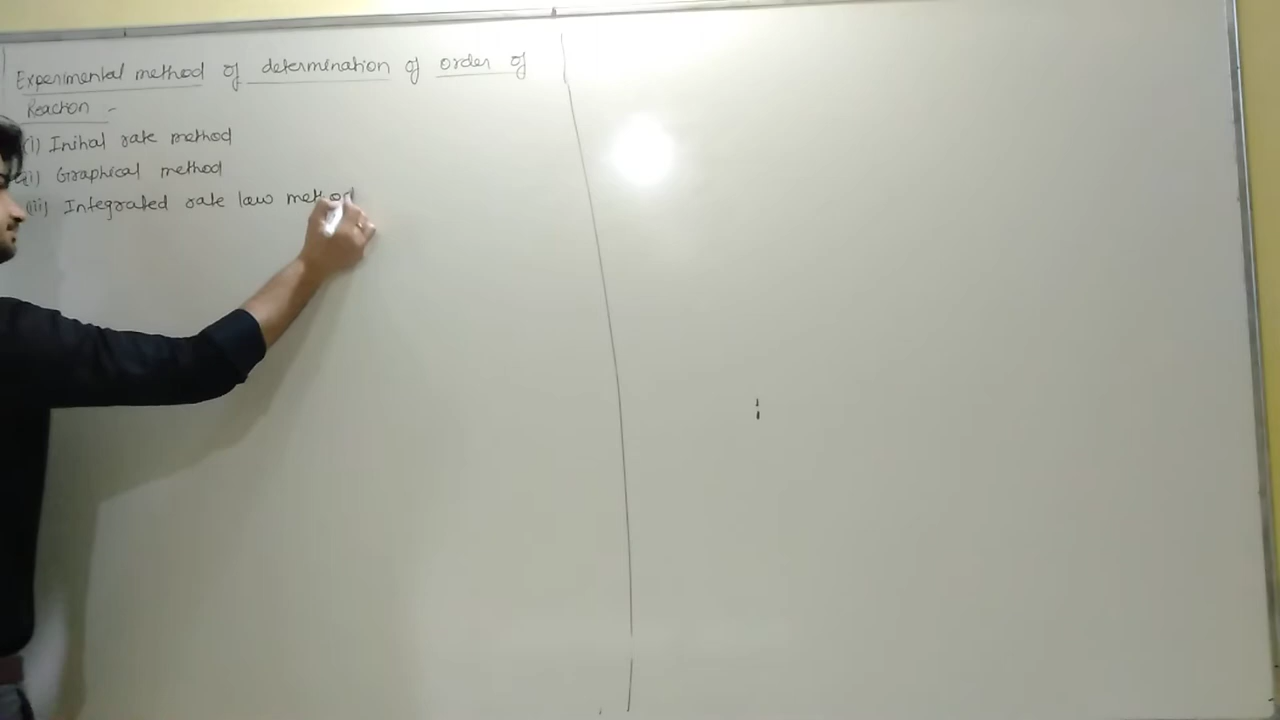 Experimental method of determination of order of
Reaction -
(i) Initial rate method
(ii) Graphical method
(iii) Integrated rate law method